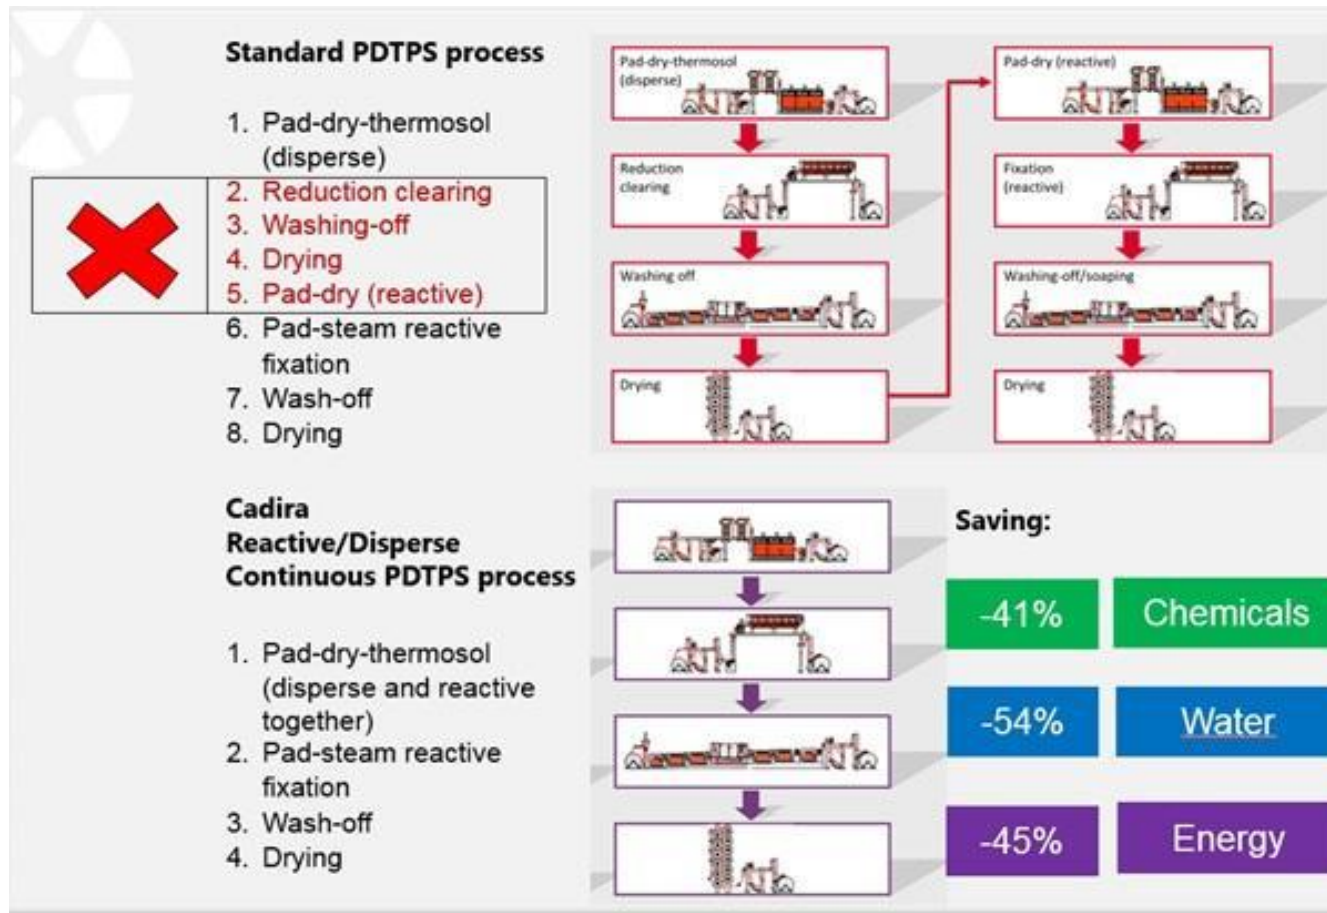 Standard PDTPS process
1. Pad-dry-thermosol
(disperse)
2. Reduction clearing
3. Washing-off
4. Drying
5. Pad-dry (reactive)
6. Pad-steam reactive
fixation
7. Wash-off
8. Drying
Pad-dry-thermosol
(disperse)
Reduction
clearing
Washing off
Drying
Pad-dry (reactive)
Fixation
(reactive)
Washing-off/soaping
Drying
Cadira
Reactive/Disperse
Continuous PDTPS process
1. Pad-dry-thermosol
(disperse and reactive
together)
2. Pad-steam reactive
fixation
3. Wash-off
4. Drying
Saving:
-41% Chemicals
-54% Water
-45% Energy